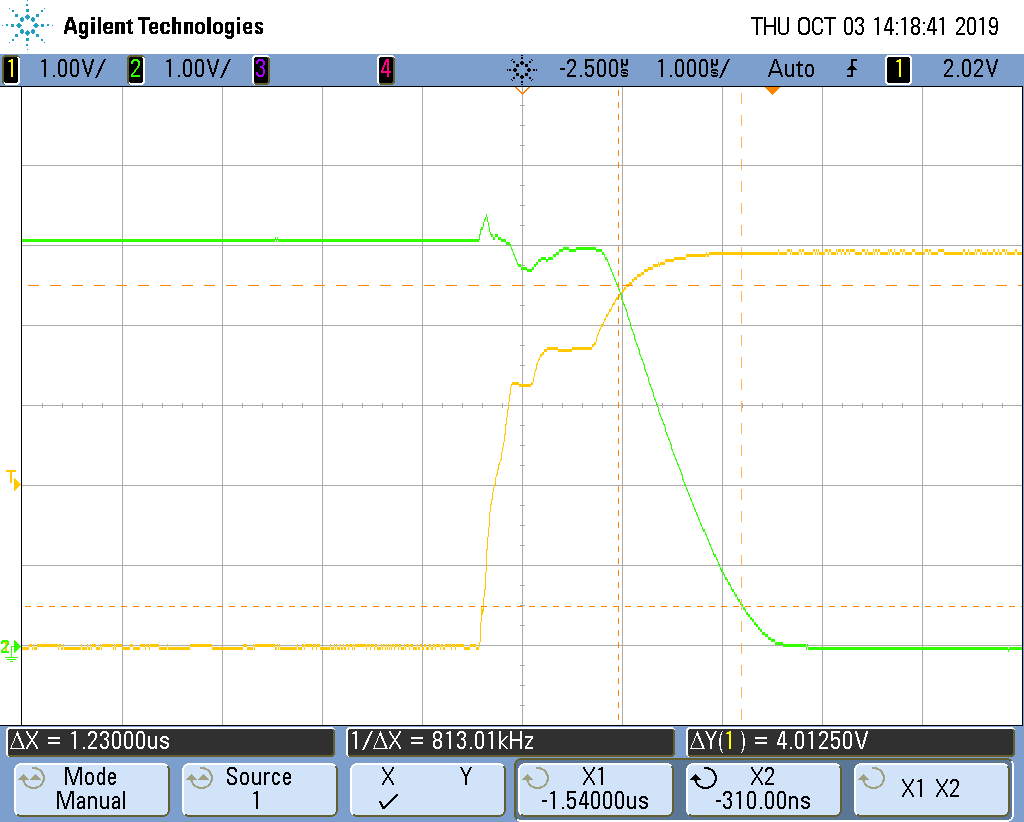 Agilent Technologies THU OCT 03 14:18:41 2019
1 1.00V/ 2 1.00V/ 3 4 -2.500µs 1.000µs/ Auto 1 2.02V
T
2
ΔX = 1.23000us 1/ΔX = 813.01kHz ΔY(1) = 4.01250V
Mode Source X Y X1 X2 X1 X2
Manual 1 -1.54000us -310.00ns